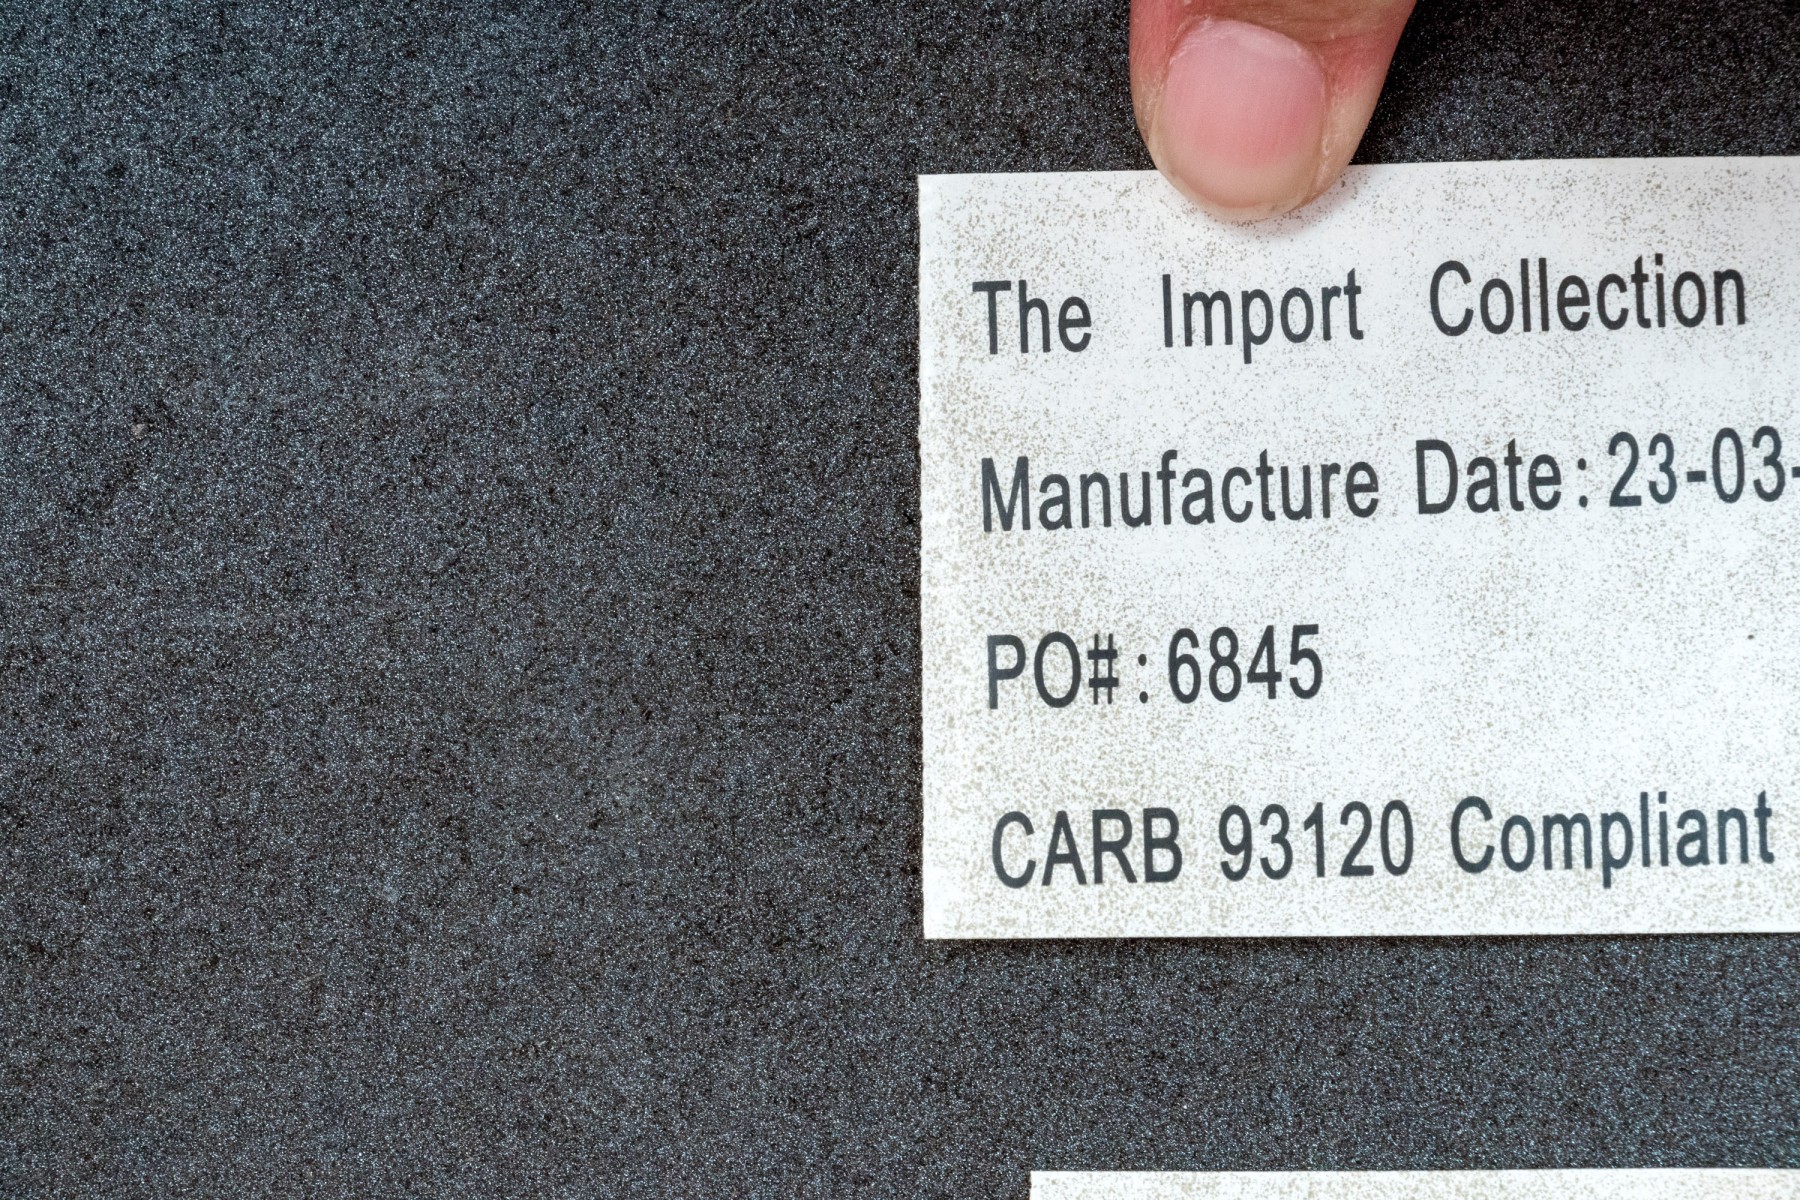 The Import Collection
Manufacture Date: 23-03-
PO#: 6845
CARB 93120 Compliant